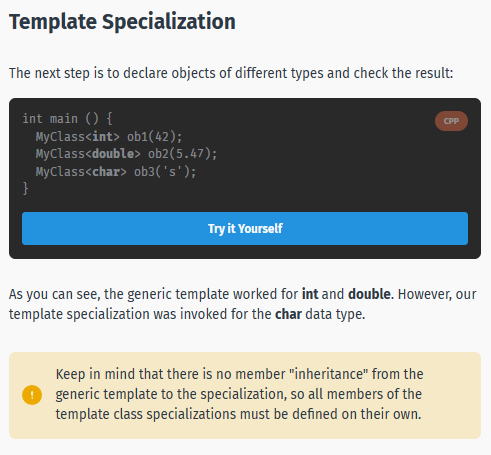 Template Specialization
The next step is to declare objects of different types and check the result:
int main () {
CPP
  MyClass<int> ob1(42);
  MyClass<double> ob2(5.47);
  MyClass<char> ob3('s');
}
Try it Yourself
As you can see, the generic template worked for int and double. However, our
template specialization was invoked for the char data type.
!
Keep in mind that there is no member "inheritance" from the
generic template to the specialization, so all members of the
template class specializations must be defined on their own.